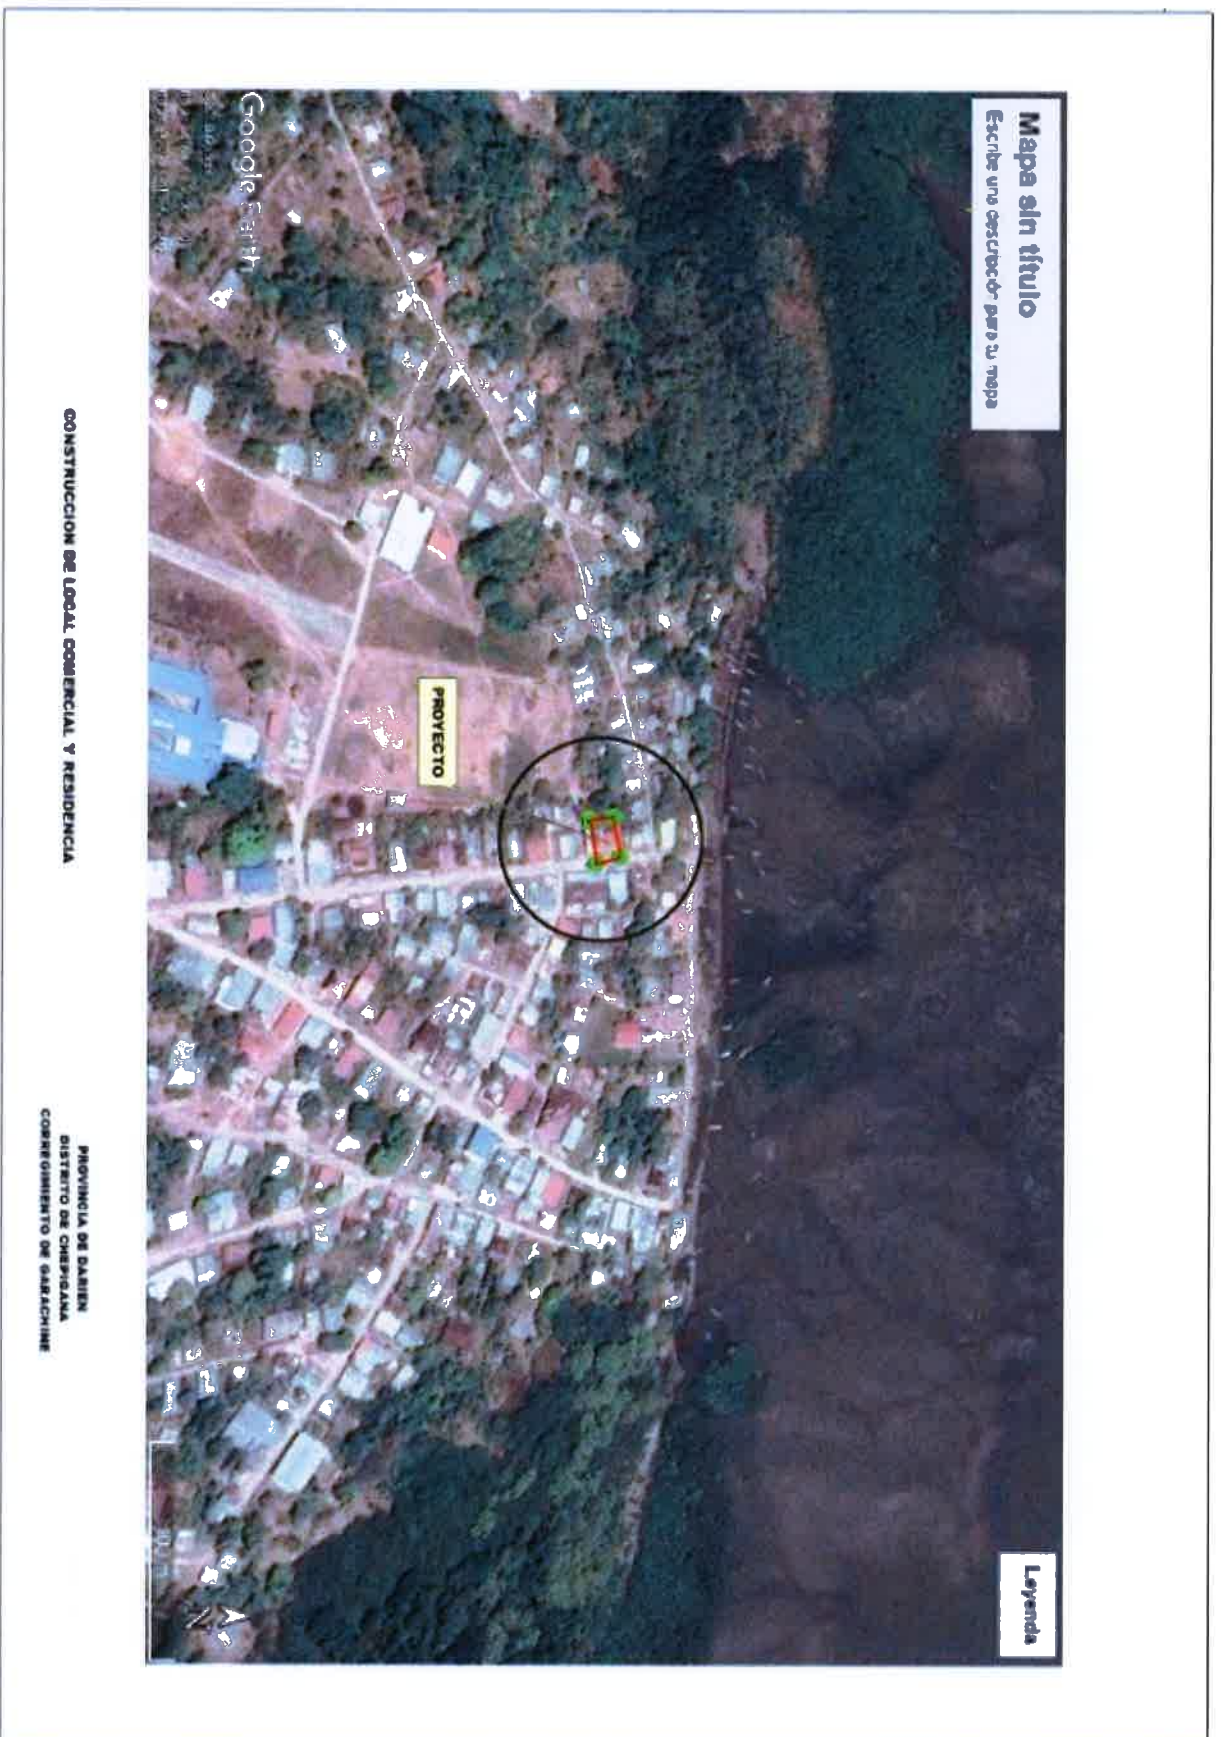 Mapa sin título
Escribe una descripción para tu mapa
Leyenda
PROYECTO
Google Earth
CONSTRUCION DE LOCAL COMERCIAL Y RESIDENCIA
PROVINCIA DE DARIEN
DISTRITO DE CHEPIGANA
CORREGIMIENTO DE GARACHINE